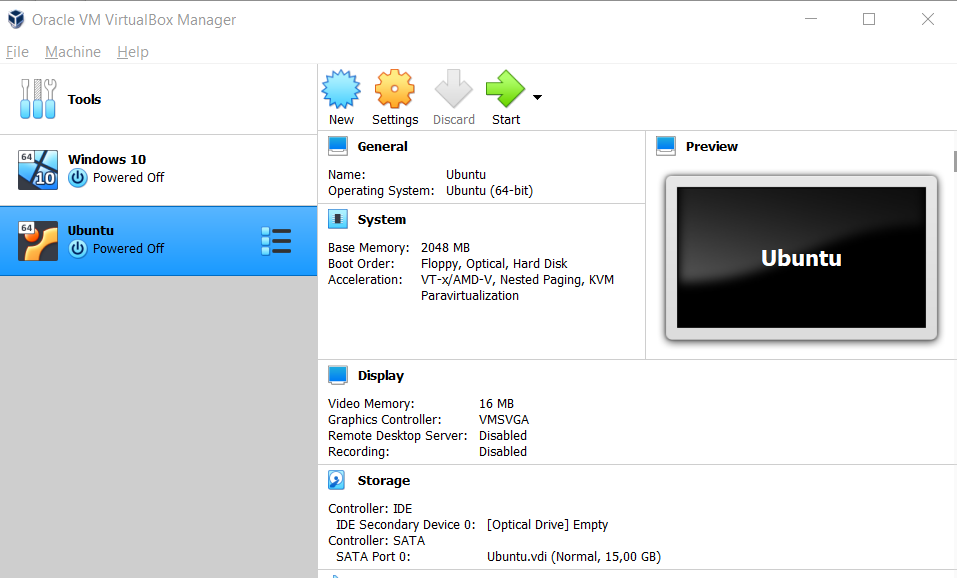 Oracle VM VirtualBox Manager
File Machine Help
Tools
64
10
Windows 10
Powered Off
64
Ubuntu
Powered Off
New Settings Discard Start
General
Name: Ubuntu
Operating System: Ubuntu (64-bit)
Preview
Ubuntu
System
Base Memory: 2048 MB
Boot Order: Floppy, Optical, Hard Disk
Acceleration: VT-x/AMD-V, Nested Paging, KVM
Paravirtualization
Display
Video Memory: 16 MB
Graphics Controller: VMSVGA
Remote Desktop Server: Disabled
Recording: Disabled
Storage
Controller: IDE
IDE Secondary Device 0: [Optical Drive] Empty
Controller: SATA
SATA Port 0: Ubuntu.vdi (Normal, 15,00 GB)